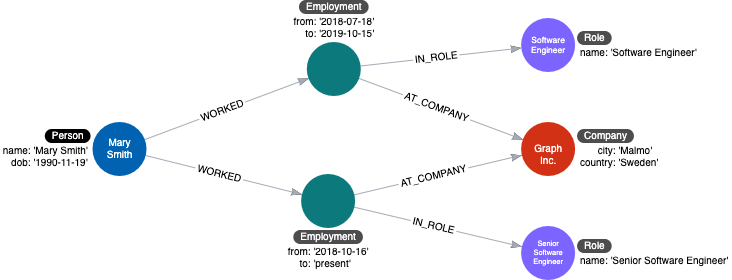 Employment
from: '2018-07-18'
to: '2019-10-15'
Software
Engineer
Role
name: 'Software Engineer'
IN_ROLE
WORKED
AT_COMPANY
Person
name: 'Mary Smith'
dob: '1990-11-19'
Mary
Smith
Graph
Inc.
Company
city: 'Malmo'
country: 'Sweden'
WORKED
AT_COMPANY
IN_ROLE
Employment
from: '2018-10-16'
to: 'present'
Senior
Software
Engineer
Role
name: 'Senior Software Engineer'